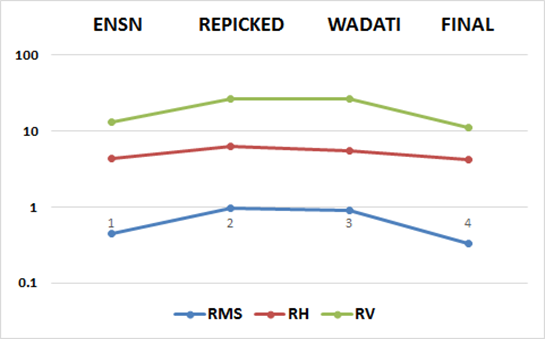 ENSN REPICKED WADATI FINAL
100
10
1
1 2 3 4
0.1
RMS RH RV